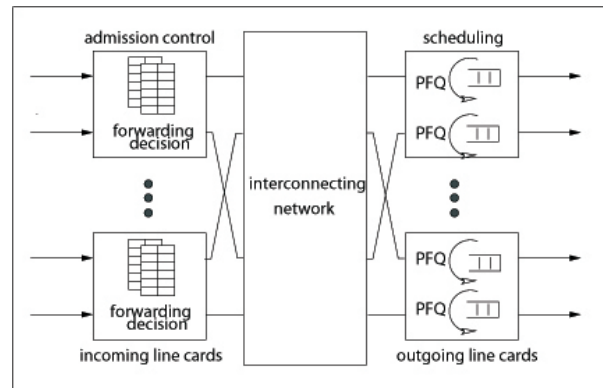 admission control
scheduling
forwarding
decision
PFQ
PFQ
interconnecting
network
forwarding
decision
PFQ
PFQ
incoming line cards
outgoing line cards